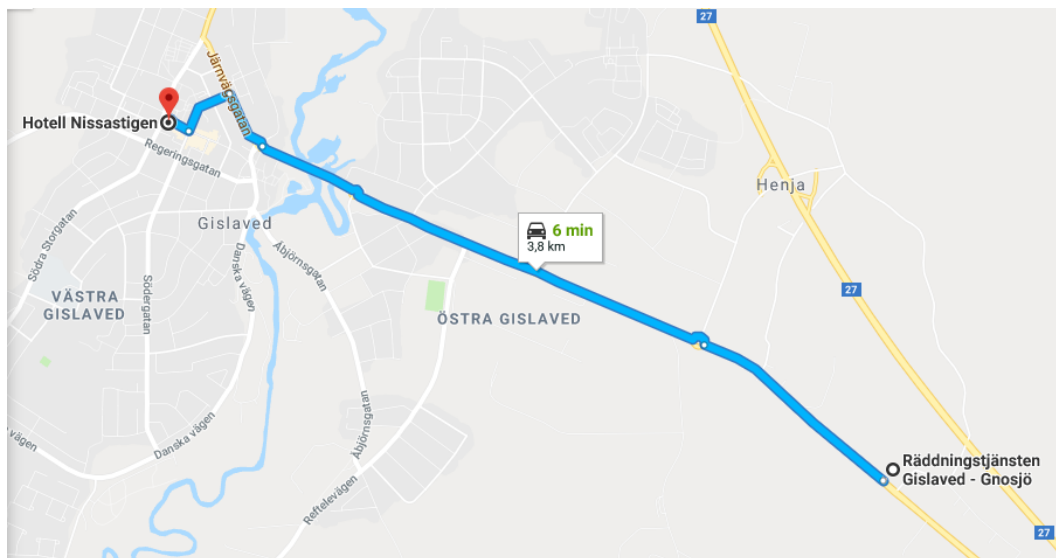 27
Järnvägsgatan
Hotell Nissastigen
Regeringsgatan
Henja
Gislaved
6 min
3,8 km
Södra Storgatan
Danska vägen
Åbjörnsgatan
27
VÄSTRA
GISLAVED
Södergatan
ÖSTRA GISLAVED
Åbjörnsgatan
Danska vägen
vägen
Räddningstjänsten
Gislaved - Gnosjö
Reftelevägen
27